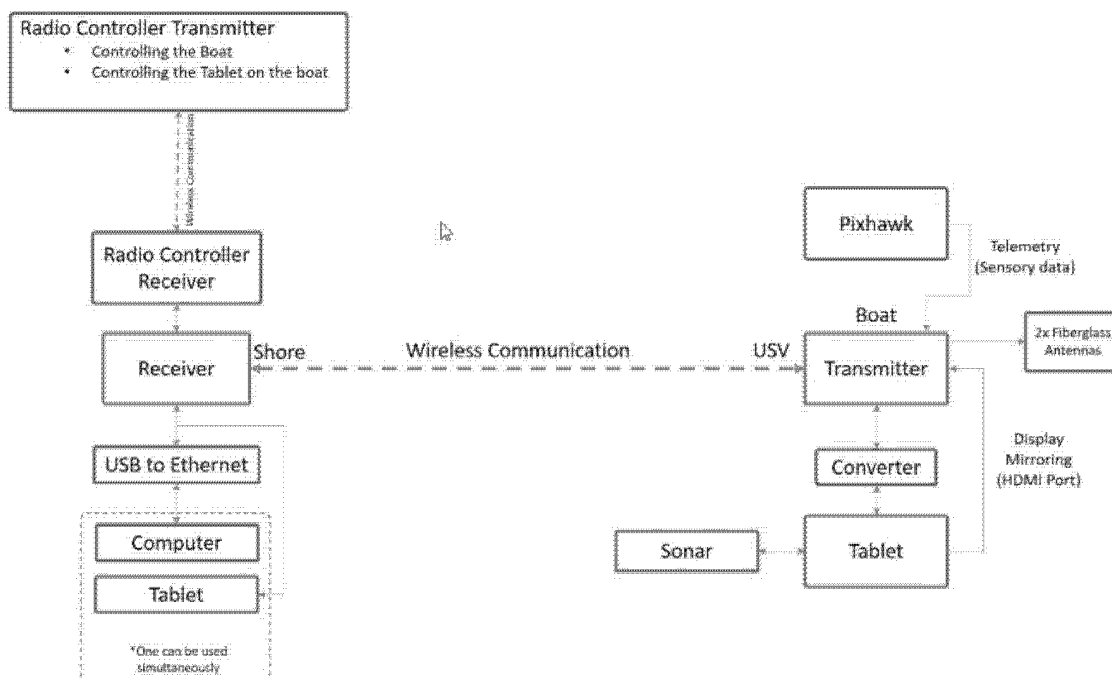 Radio Controller Transmitter
• Controlling the Boat
• Controlling the Tablet on the boat
Wireless Communication
Radio Controller
Receiver
Receiver
Shore
Wireless Communication
USV
Boat
Transmitter
Pixhawk
Telemetry
(Sensory data)
2x Fiberglass
Antennas
USB to Ethernet
Computer
Tablet
*One can be used
simultaneously
Converter
Display
Mirroring
(HDMI Port)
Sonar
Tablet